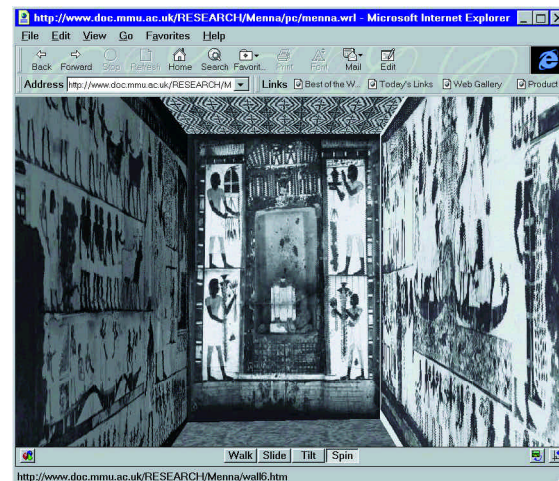 http://www.doc.mmu.ac.uk/RESEARCH/Menna/pc/menna.wrl - Microsoft Internet Explorer
File Edit View Go Favorites Help
Back Forward Stop Refresh Home Search Favorit... Print Font Mail Edit
Address http://www.doc.mmu.ac.uk/RESEARCH/M Links Best of the W... Today's Links Web Gallery Product
Walk Slide Tilt Spin
http://www.doc.mmu.ac.uk/RESEARCH/Menna/wall6.htm